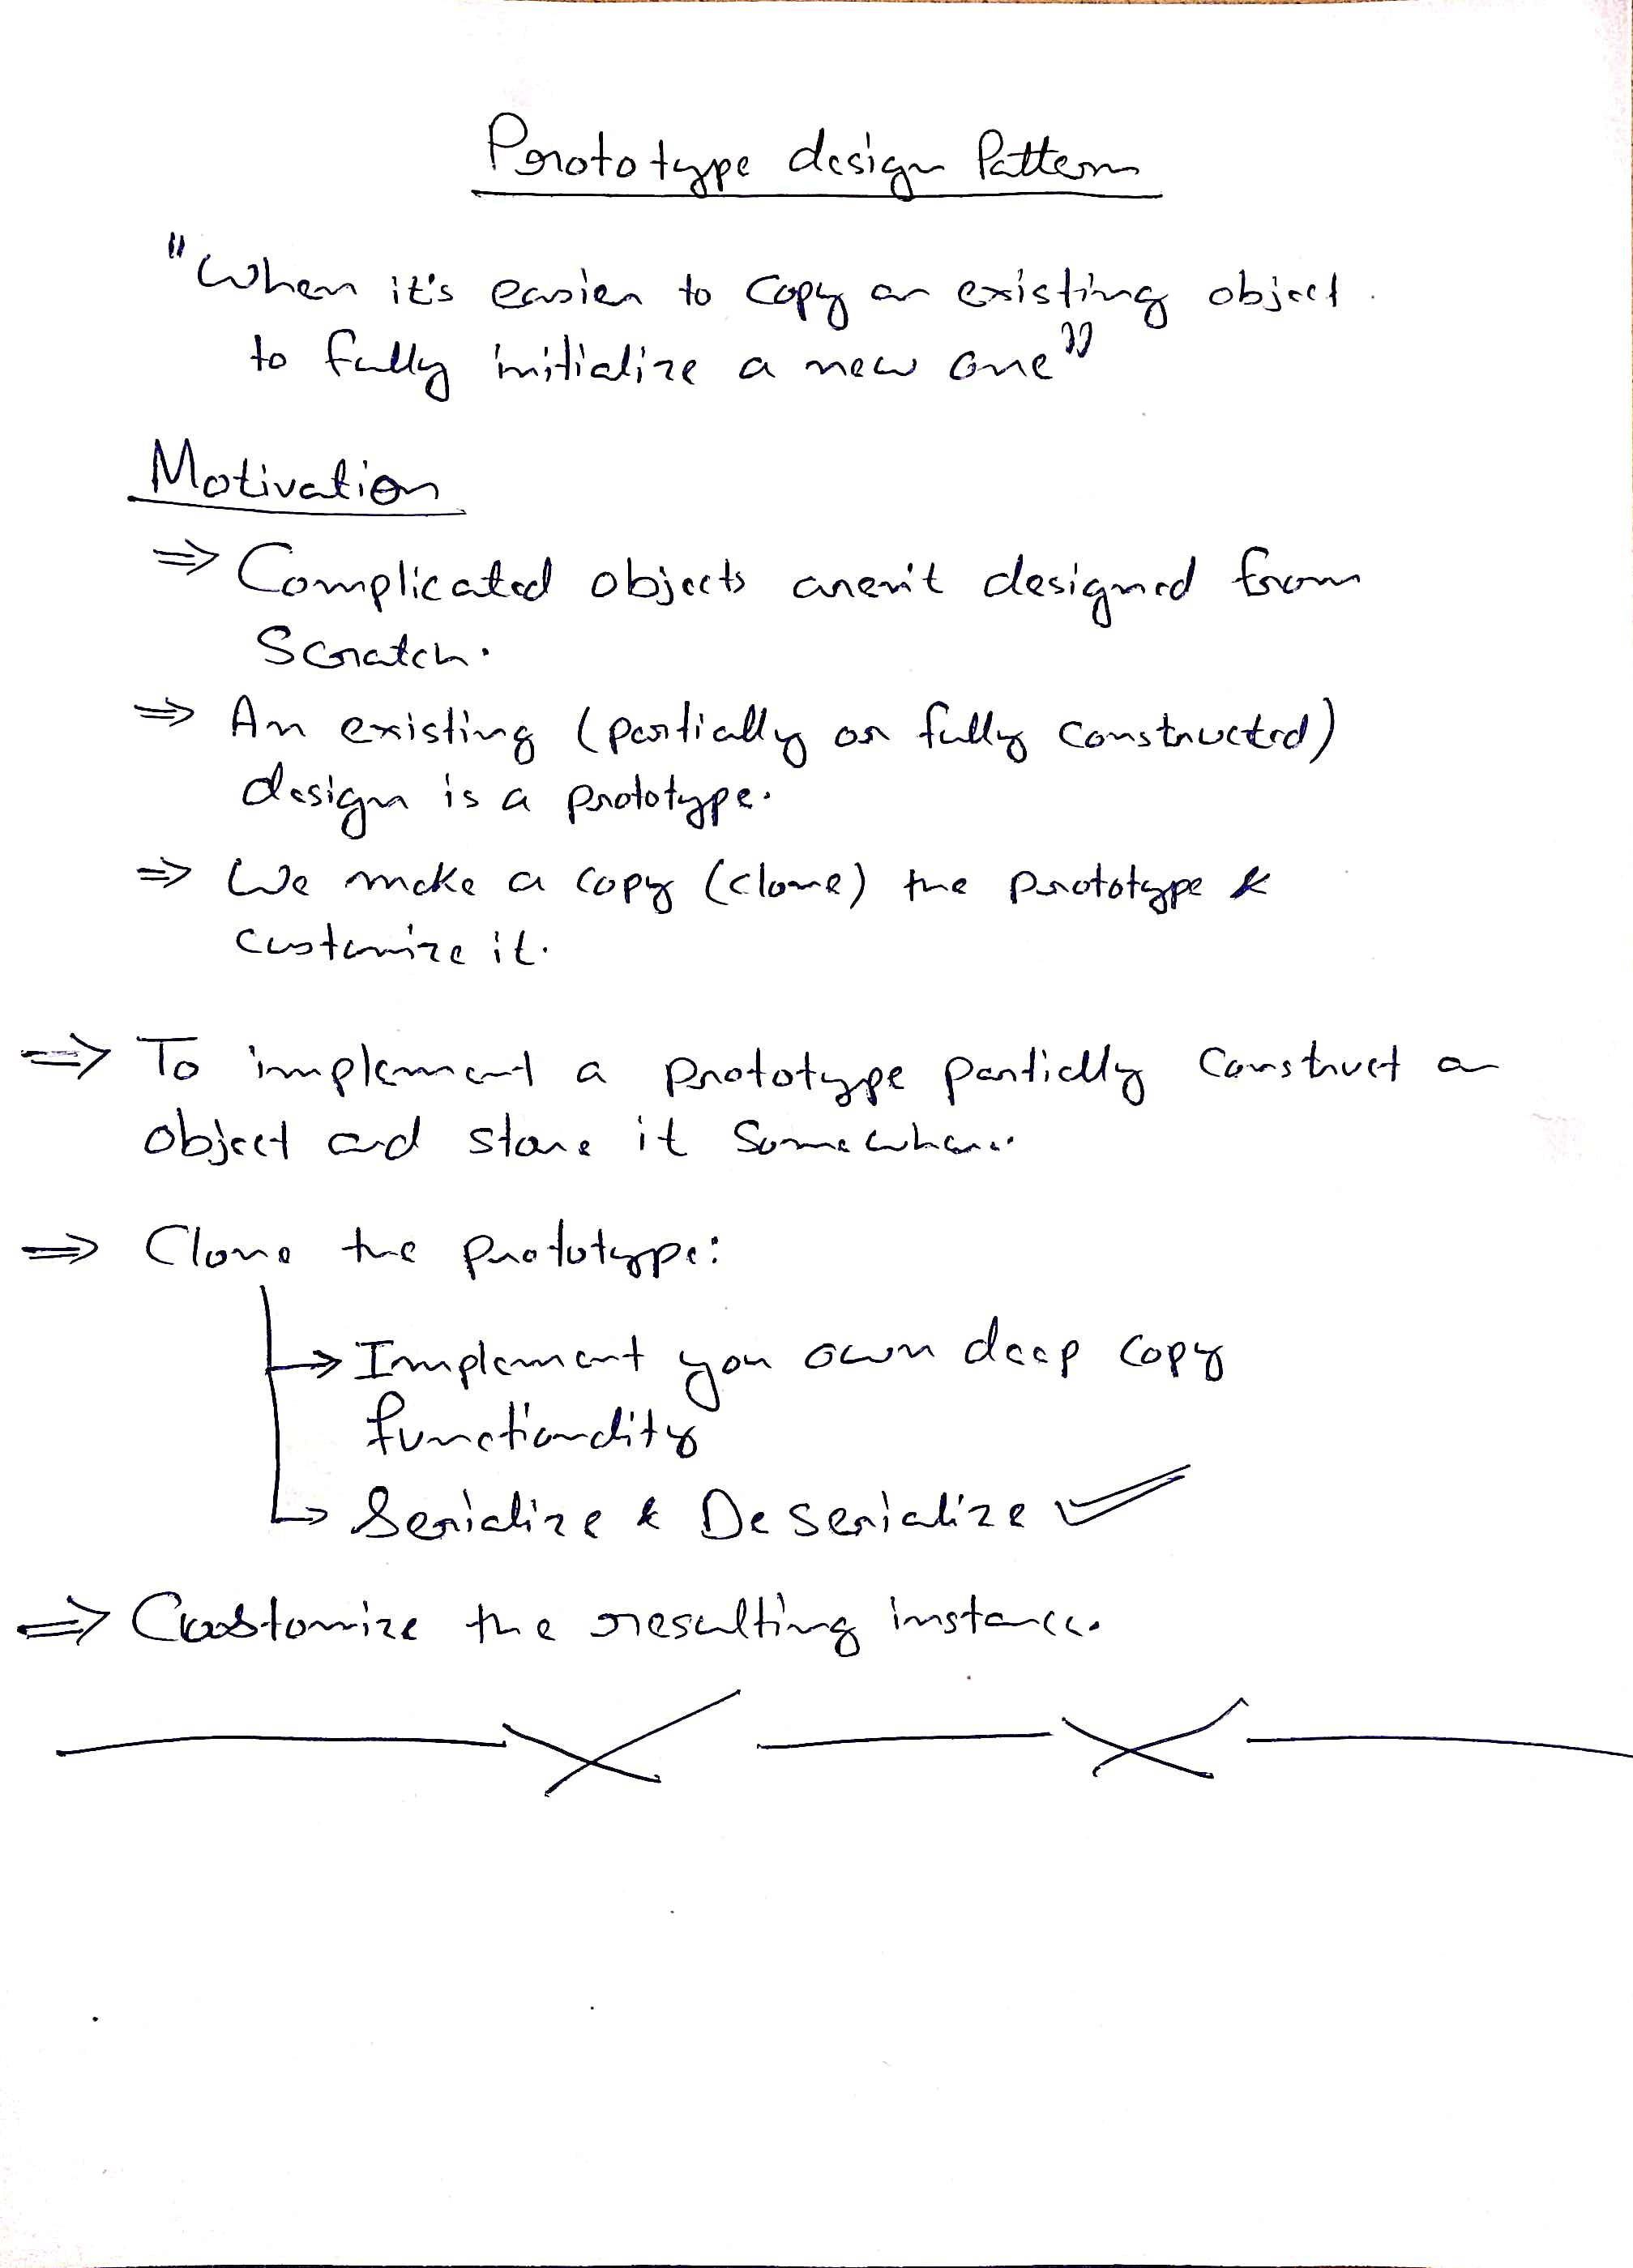 Prototype design Pattern
"When it's easier to copy an existing object
to fully initialize a new one"
Motivation
⇒ Complicated objects aren't designed from
Scratch.
⇒ An existing (partially or fully constructed)
design is a prototype.
⇒ We make a copy (clone) the prototype &
customize it.
⇒ To implement a prototype partially construct an
object and store it somewhere.
⇒ Clone the prototype:
→ Implement you own deep copy
functionality
→ Serialize & Deserialize ✓
⇒ Customize the resulting instance.